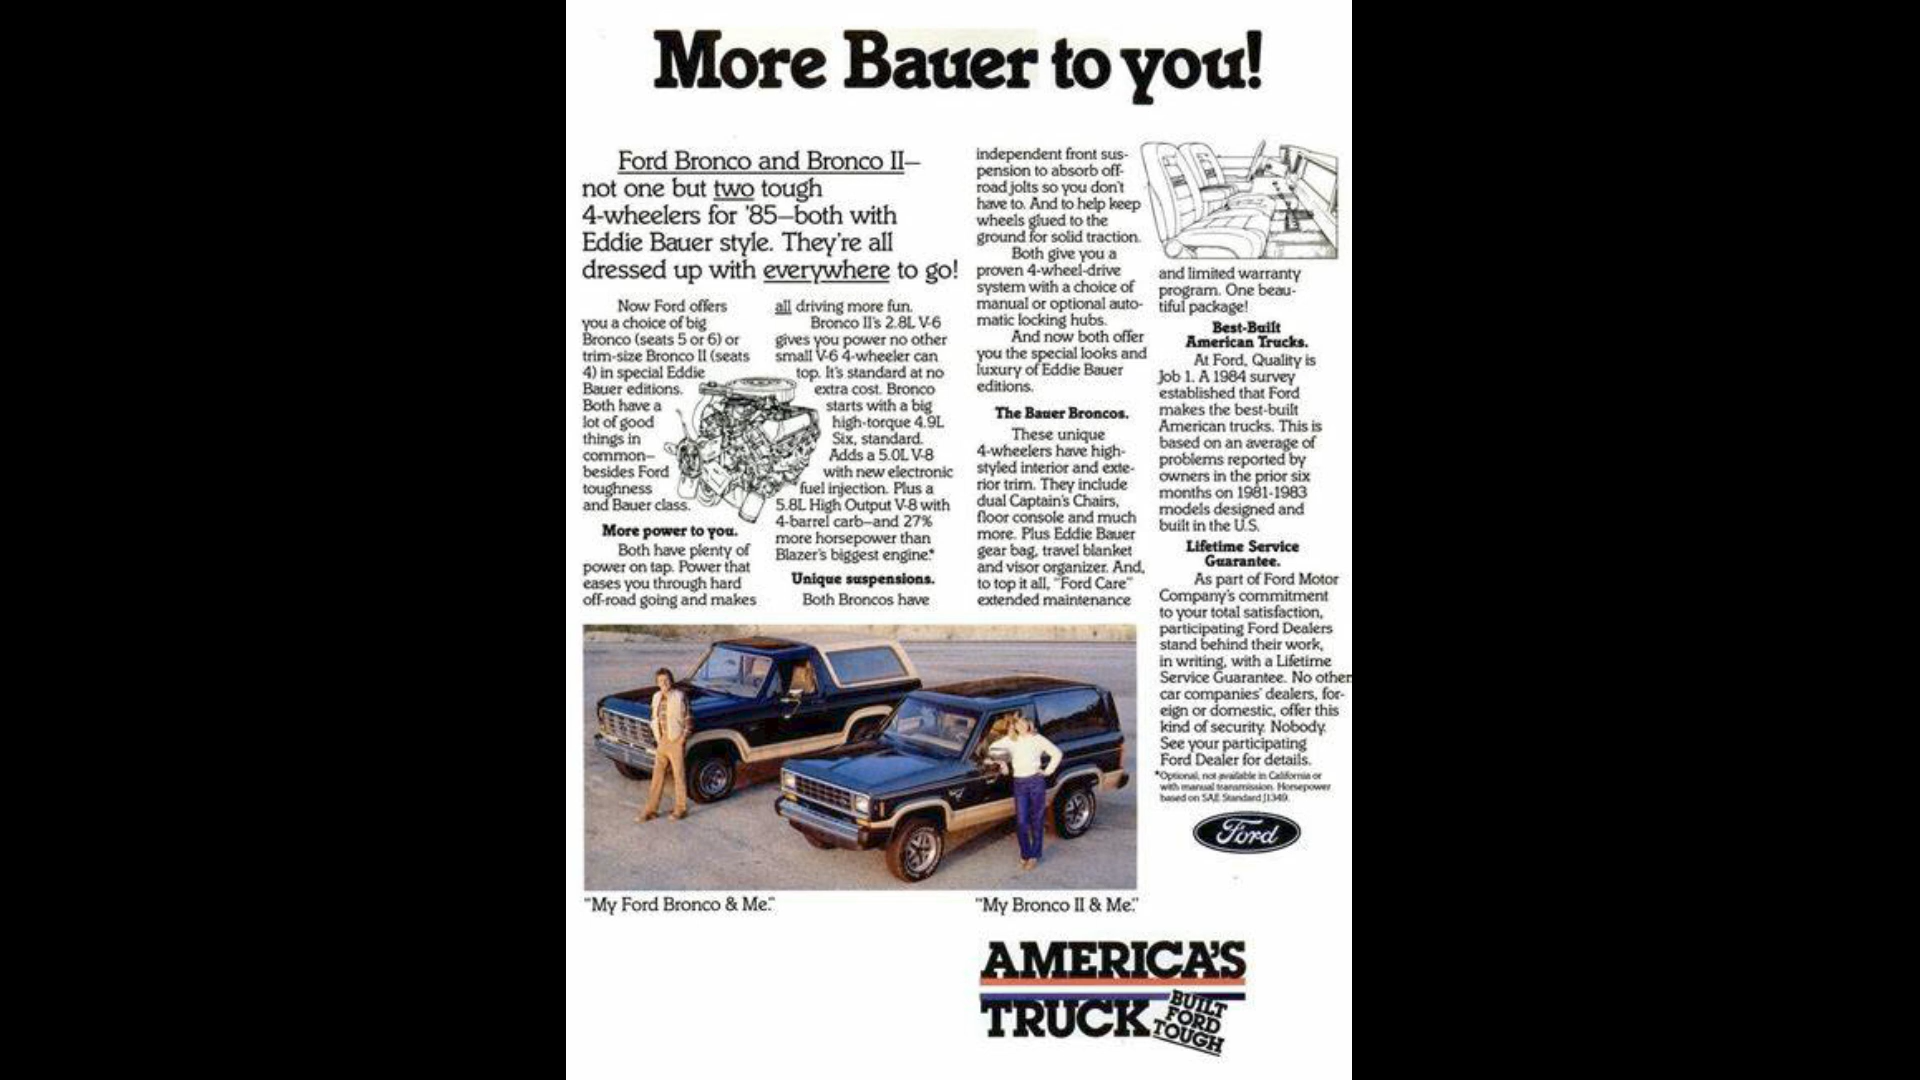 More Bauer to you!
Ford Bronco and Bronco II—
not one but two tough
4-wheelers for '85—both with
Eddie Bauer style. They're all
dressed up with everywhere to go!
Now Ford offers
you a choice of big
Bronco (seats 5 or 6) or
trim-size Bronco II (seats
4) in special Eddie
Bauer editions.
Both have a
lot of good
things in
common—
besides Ford
toughness
and Bauer class.
More power to you.
Both have plenty of
power on tap. Power that
eases you through hard
off-road going and makes
all driving more fun.
Bronco II's 2.8L V-6
gives you power no other
small V-6 4-wheeler can
top. It's standard at no
extra cost. Bronco
starts with a big
high-torque 4.9L
Six, standard.
Adds a 5.0L V-8
with new electronic
fuel injection. Plus a
5.8L High Output V-8 with
4-barrel carb—and 27%
more horsepower than
Blazer's biggest engine.*
Unique suspensions.
Both Broncos have
independent front sus-
pension to absorb off-
road jolts so you don't
have to. And to help keep
wheels glued to the
ground for solid traction.
Both give you a
proven 4-wheel-drive
system with a choice of
manual or optional auto-
matic locking hubs.
And now both offer
you the special looks and
luxury of Eddie Bauer
editions.
The Bauer Broncos.
These unique
4-wheelers have high-
styled interior and exte-
rior trim. They include
dual Captain's Chairs,
floor console and much
more. Plus Eddie Bauer
gear bag, travel blanket
and visor organizer. And,
to top it all, "Ford Care"
extended maintenance
and limited warranty
program. One beau-
tiful package!
Best-Built
American Trucks.
At Ford, Quality is
Job 1. A 1984 survey
established that Ford
makes the best-built
American trucks. This is
based on an average of
problems reported by
owners in the prior six
months on 1981-1983
models designed and
built in the U.S.
Lifetime Service
Guarantee.
As part of Ford Motor
Company's commitment
to your total satisfaction,
participating Ford Dealers
stand behind their work,
in writing, with a Lifetime
Service Guarantee. No other
car companies' dealers, for-
eign or domestic, offer this
kind of security. Nobody.
See your participating
Ford Dealer for details.
*Optional, not available in California or
with manual transmission. Horsepower
based on SAE Standard J1349.
Ford
"My Ford Bronco & Me."
"My Bronco II & Me."
AMERICA'S
TRUCK
BUILT
FORD
TOUGH